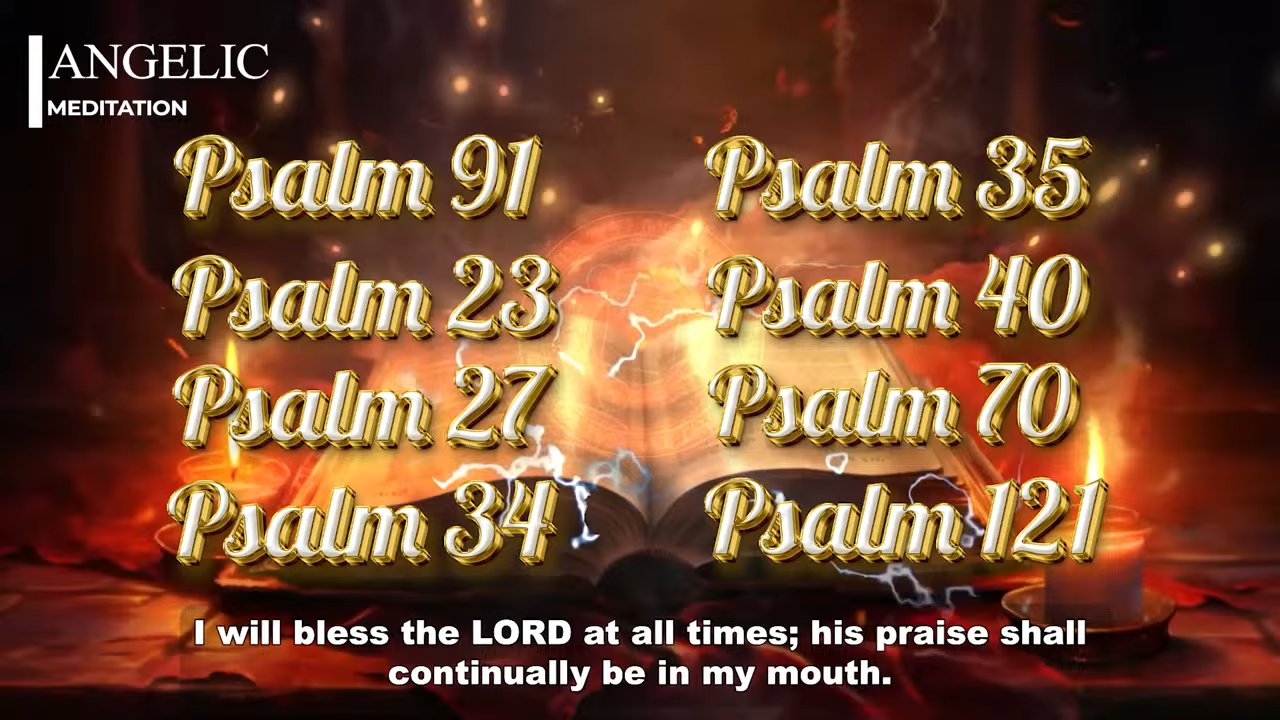 ANGELIC
MEDITATION
Psalm 91
Psalm 23
Psalm 27
Psalm 34
Psalm 35
Psalm 40
Psalm 70
Psalm 121
I will bless the LORD at all times; his praise shall
continually be in my mouth.